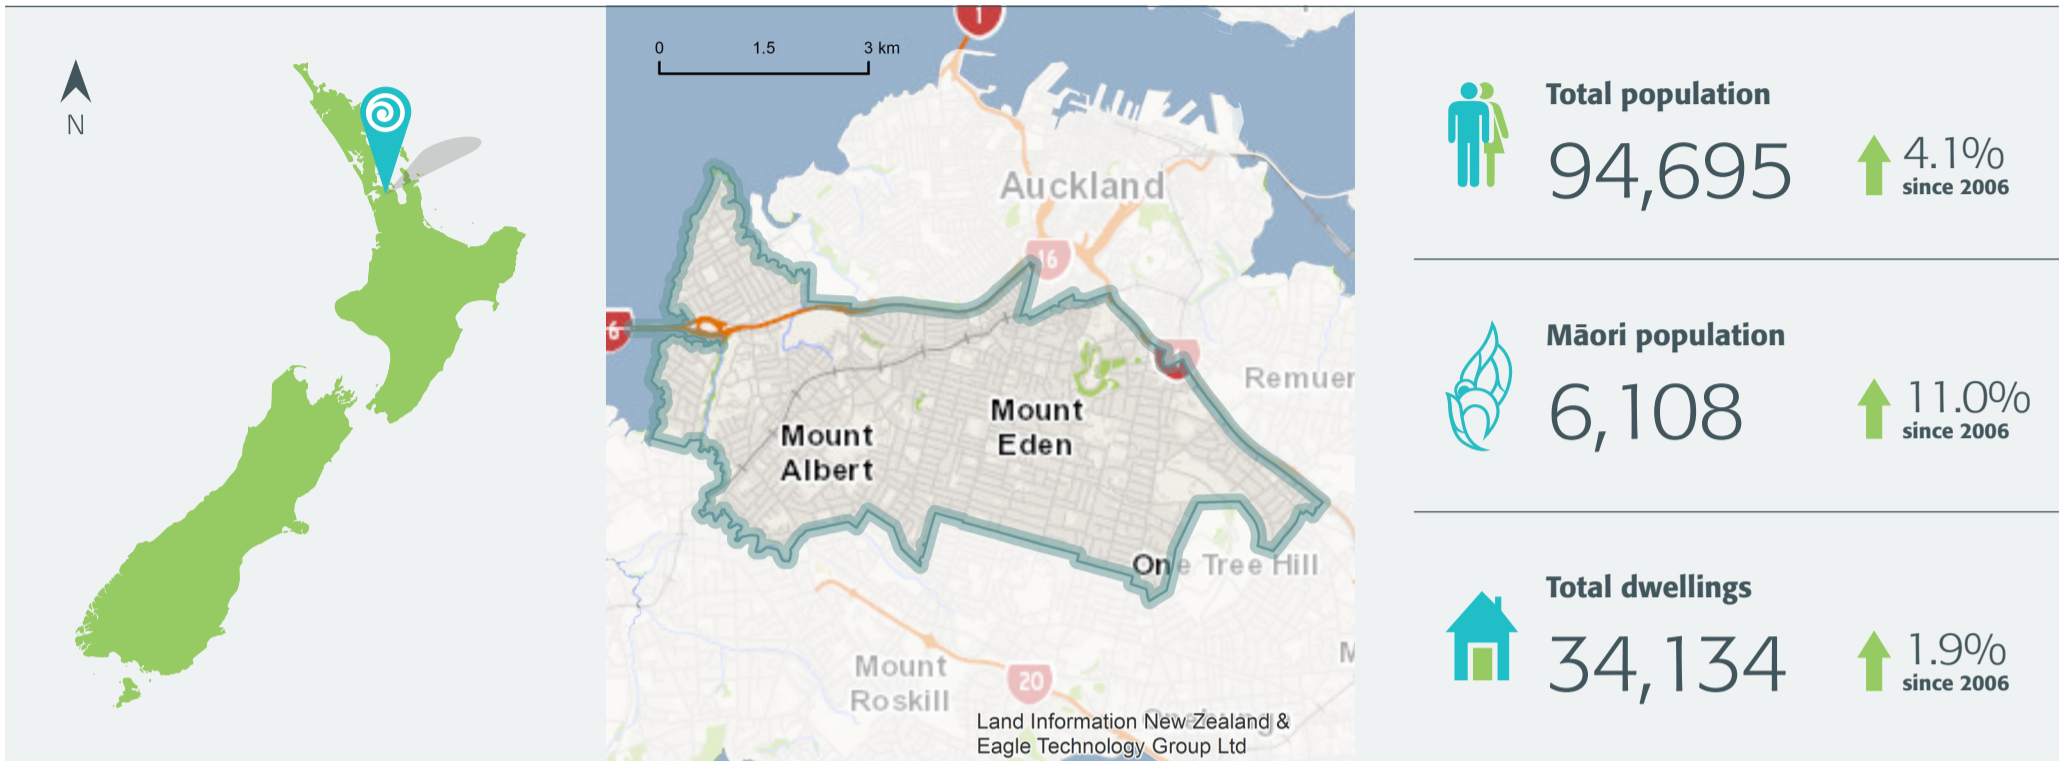 N
0 1.5 3 km
1
Auckland
16
6
Remuer
Mount
Eden
Mount
Albert
One Tree Hill
Mount
Roskill
20
M
Land Information New Zealand &
Eagle Technology Group Ltd
Total population
94,695
4.1%
since 2006
Māori population
6,108
11.0%
since 2006
Total dwellings
34,134
1.9%
since 2006